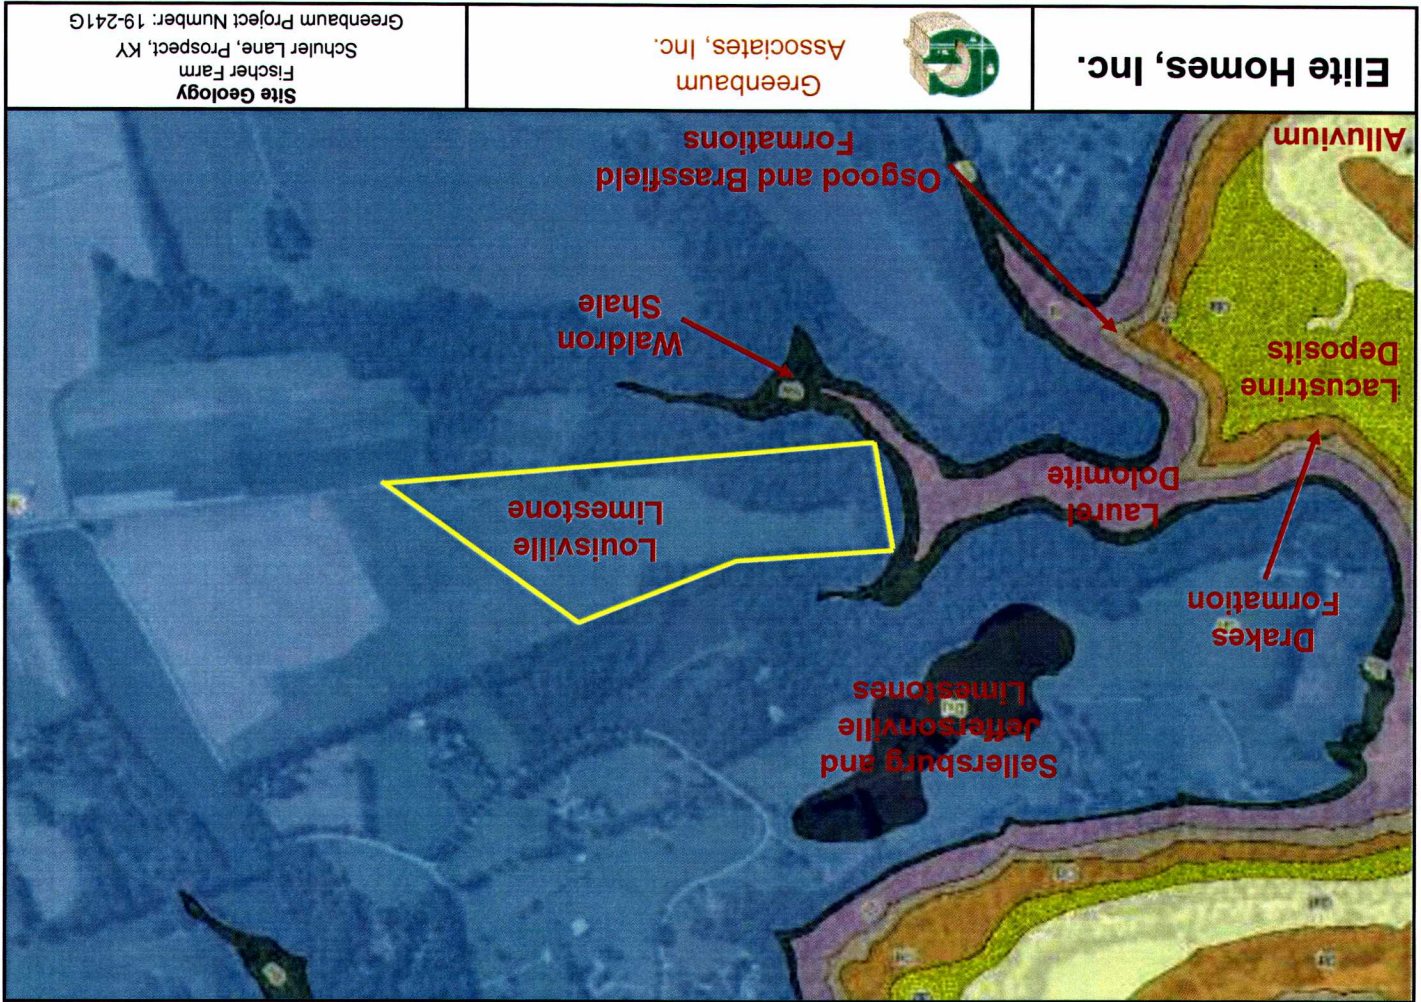 Sellersburg and
Jeffersonville
Limestones
Drakes
Formation
Louisville
Limestone
Laurel
Dolomite
Lacustrine
Deposits
Waldron
Shale
Osgood and Brassfield
Formations
Alluvium
Elite Homes, Inc.
Greenbaum
Associates, Inc.
Site Geology
Fischer Farm
Schuler Lane, Prospect, KY
Greenbaum Project Number: 19-241G